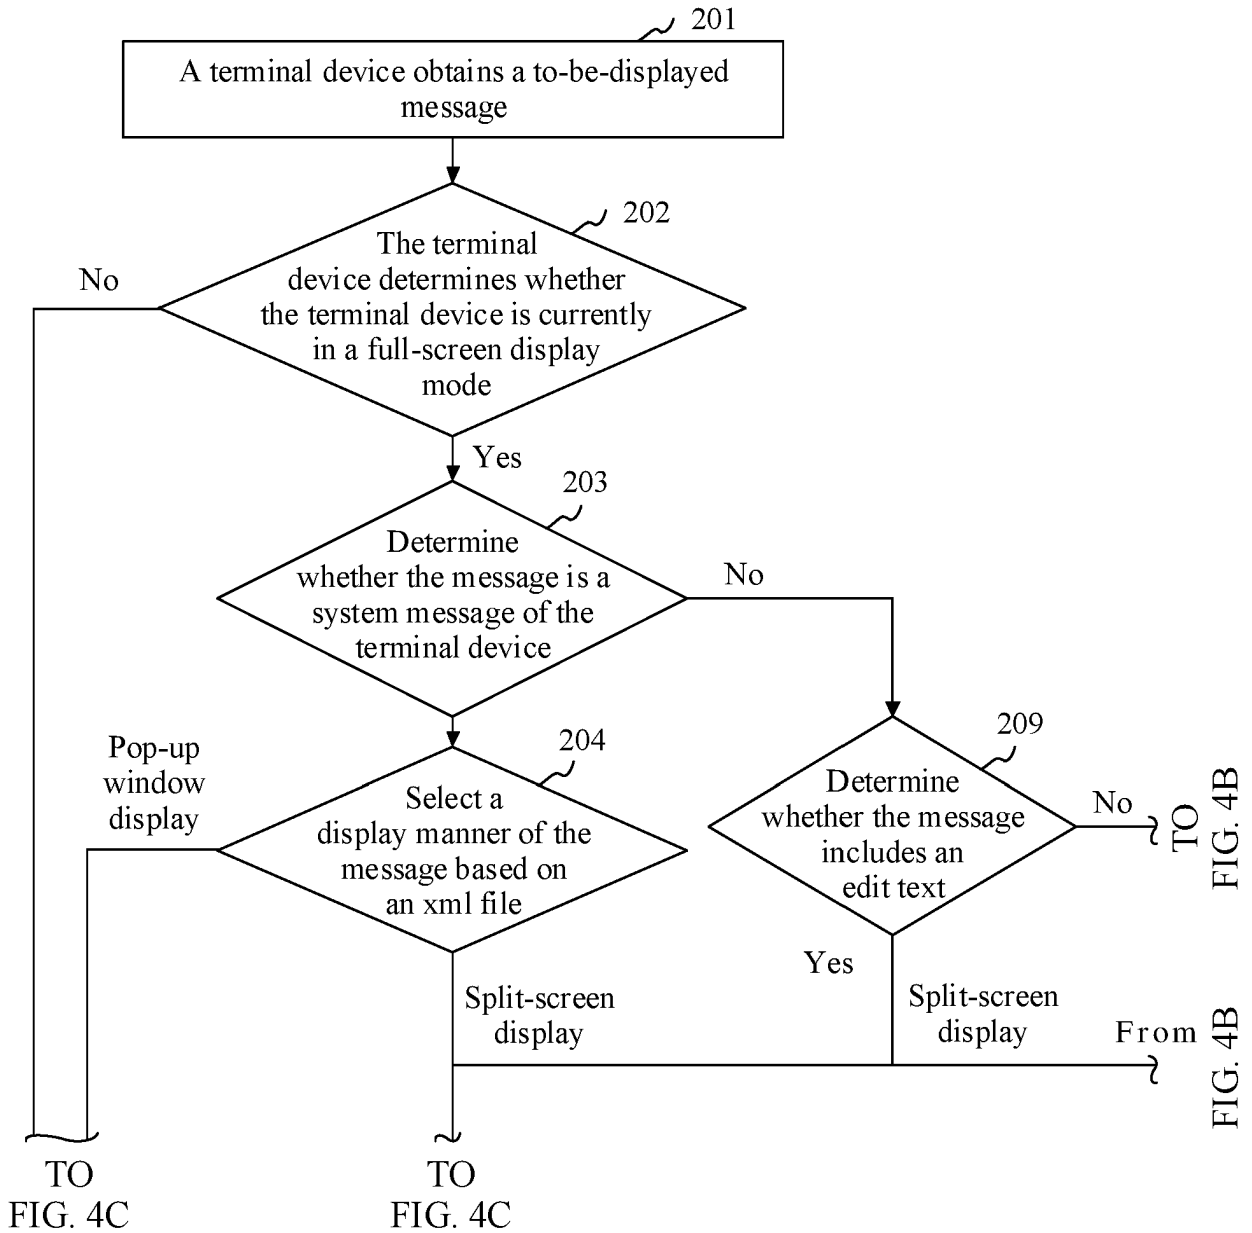 201
A terminal device obtains a to-be-displayed
message
202
The terminal
device determines whether
the terminal device is currently
in a full-screen display
mode
No
Yes
203
Determine
whether the message is a
system message of the
terminal device
No
204
Select a
display manner of the
message based on
an xml file
Pop-up
window
display
209
Determine
whether the message
includes an
edit text
No
TO
FIG. 4B
Yes
Split-screen
display
Split-screen
display
From
FIG. 4B
TO
FIG. 4C
TO
FIG. 4C